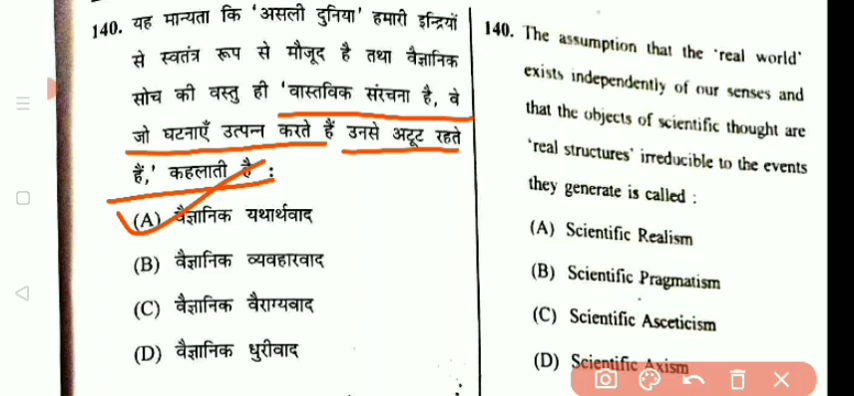 140. यह मान्यता कि 'असली दुनिया' हमारी इन्द्रियों
से स्वतंत्र रूप से मौजूद है तथा वैज्ञानिक
सोच की वस्तु ही 'वास्तविक संरचना है, वे
जो घटनाएँ उत्पन्न करते हैं उनसे अटूट रहते
हैं,' कहलाती है :
(A) वैज्ञानिक यथार्थवाद
(B) वैज्ञानिक व्यवहारवाद
(C) वैज्ञानिक वैराग्यवाद
(D) वैज्ञानिक धुरीवाद
140. The assumption that the 'real world'
exists independently of our senses and
that the objects of scientific thought are
'real structures' irreducible to the events
they generate is called :
(A) Scientific Realism
(B) Scientific Pragmatism
(C) Scientific Asceticism
(D) Scientific Axism